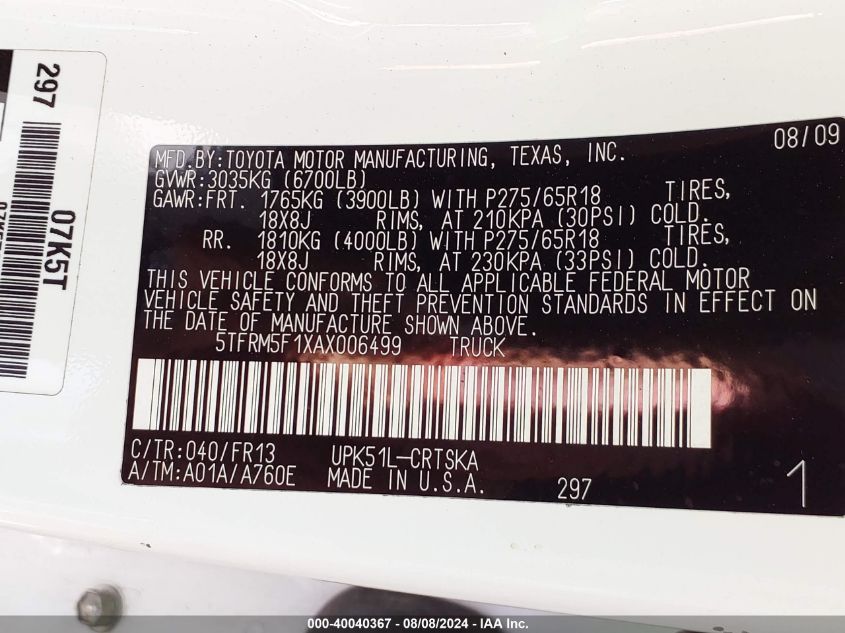 297
07K5T
MFD.BY:TOYOTA MOTOR MANUFACTURING, TEXAS, INC. 08/09
GVWR:3035KG (6700LB)
GAWR:FRT. 1765KG (3900LB) WITH P275/65R18 TIRES,
18X8J RIMS, AT 210KPA (30PSI) COLD.
RR. 1810KG (4000LB) WITH P275/65R18 TIRES,
18X8J RIMS, AT 230KPA (33PSI) COLD.
THIS VEHICLE CONFORMS TO ALL APPLICABLE FEDERAL MOTOR
VEHICLE SAFETY AND THEFT PREVENTION STANDARDS IN EFFECT ON
THE DATE OF MANUFACTURE SHOWN ABOVE.
5TFRM5F1XAX006499 TRUCK
C/TR:040/FR13 UPK51L-CRTSKA
A/TM:A01A/A760E MADE IN U.S.A. 297 1
000-40040367 - 08/08/2024 - IAA Inc.